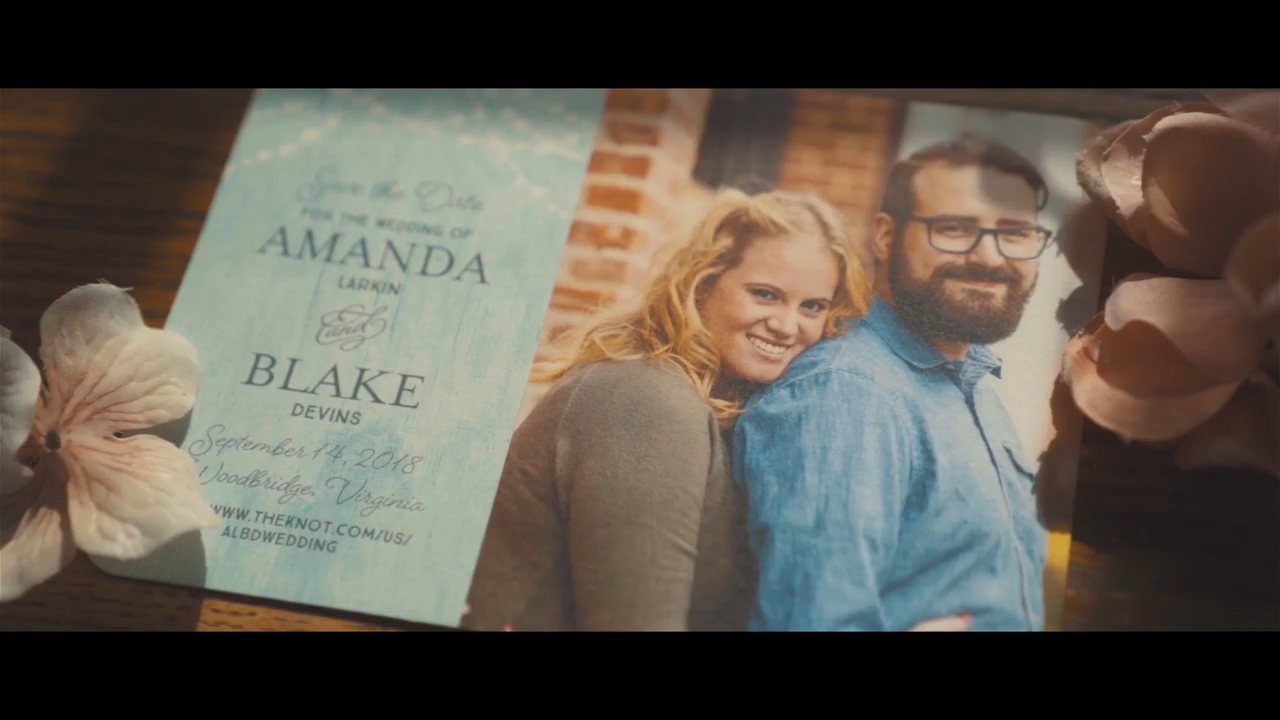 Save the Date
FOR THE WEDDING OF
AMANDA
LARKIN
and
BLAKE
DEVINS
September 14, 2018
Woodbridge, Virginia
WWW.THEKNOT.COM/US/
ALBDWEDDING